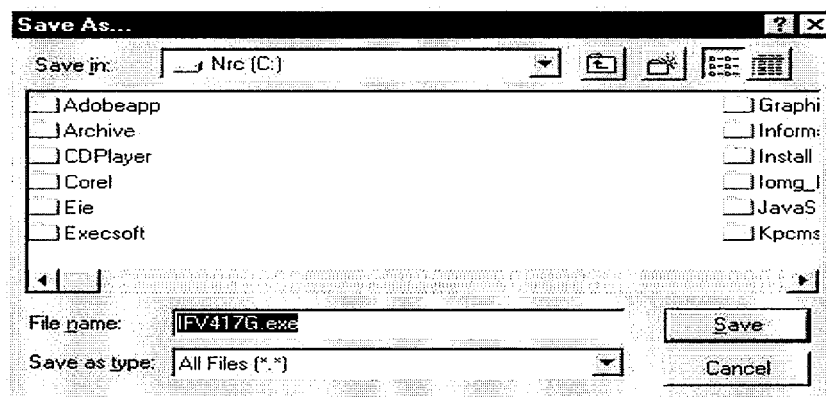 Save As...
Save in: Nrc (C:)
Adobeapp
Archive
CDPlayer
Corel
Eie
Execsoft
Graphi
Inform
Install
Iomg_
JavaS
Kpcms
File name: IFV417G.exe
Save
Save as type: All Files (*.*)
Cancel